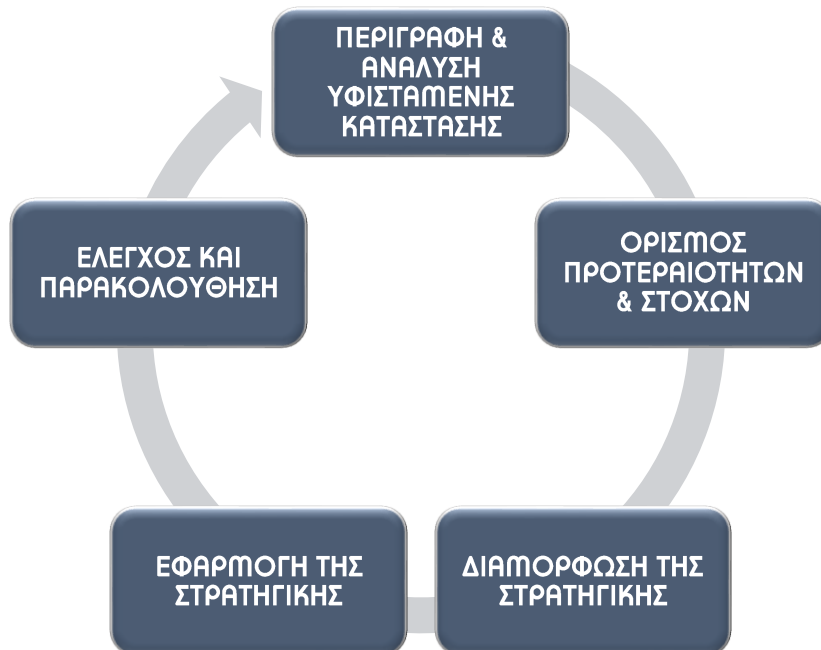 ΠΕΡΙΓΡΑΦΗ &
ΑΝΑΛΥΣΗ
ΥΦΙΣΤΑΜΕΝΗΣ
ΚΑΤΑΣΤΑΣΗΣ
ΟΡΙΣΜΟΣ
ΠΡΟΤΕΡΑΙΟΤΗΤΩΝ
& ΣΤΟΧΩΝ
ΔΙΑΜΟΡΦΩΣΗ ΤΗΣ
ΣΤΡΑΤΗΓΙΚΗΣ
ΕΦΑΡΜΟΓΗ ΤΗΣ
ΣΤΡΑΤΗΓΙΚΗΣ
ΕΛΕΓΧΟΣ ΚΑΙ
ΠΑΡΑΚΟΛΟΥΘΗΣΗ